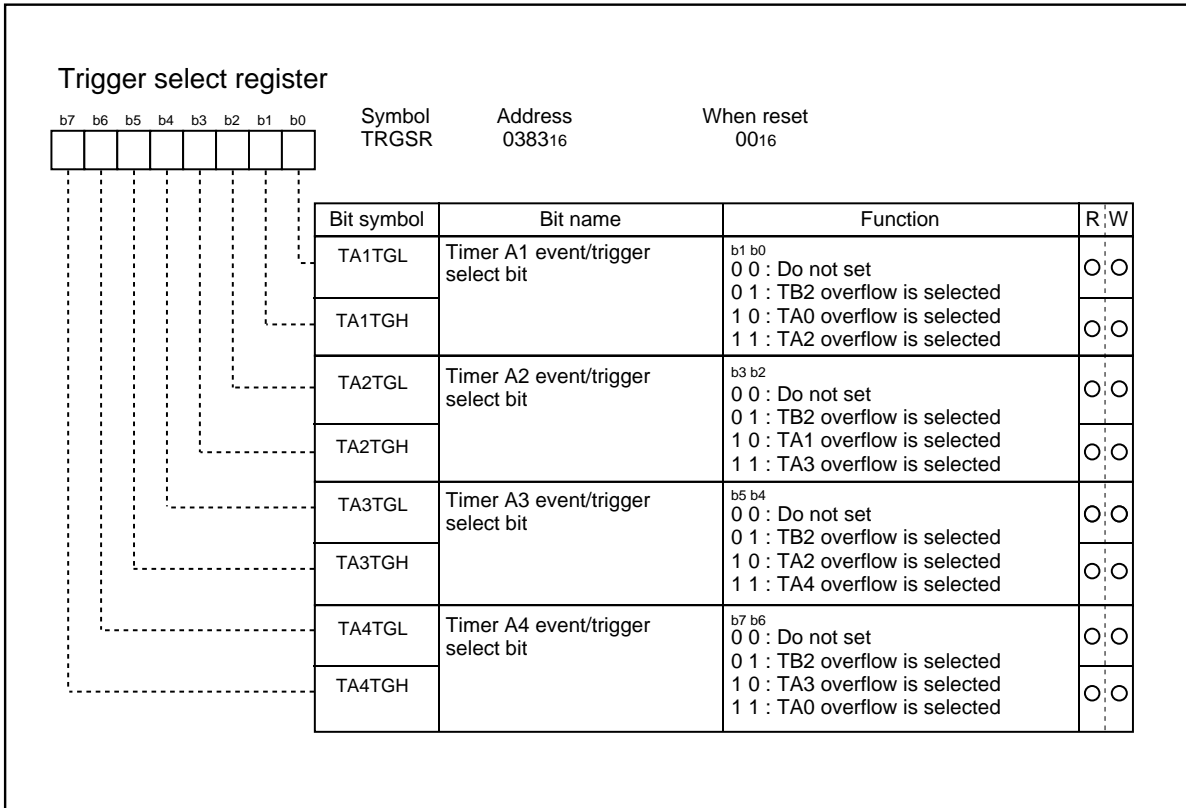 Trigger select register
b7 b6 b5 b4 b3 b2 b1 b0
Symbol Address When reset
TRGSR 038316 0016
Bit symbol Bit name Function R W
TA1TGL Timer A1 event/trigger select bit b1 b0
0 0 : Do not set
0 1 : TB2 overflow is selected
TA1TGH 1 0 : TA0 overflow is selected
1 1 : TA2 overflow is selected
TA2TGL Timer A2 event/trigger select bit b3 b2
0 0 : Do not set
0 1 : TB2 overflow is selected
TA2TGH 1 0 : TA1 overflow is selected
1 1 : TA3 overflow is selected
TA3TGL Timer A3 event/trigger select bit b5 b4
0 0 : Do not set
0 1 : TB2 overflow is selected
TA3TGH 1 0 : TA2 overflow is selected
1 1 : TA4 overflow is selected
TA4TGL Timer A4 event/trigger select bit b7 b6
0 0 : Do not set
0 1 : TB2 overflow is selected
TA4TGH 1 0 : TA3 overflow is selected
1 1 : TA0 overflow is selected